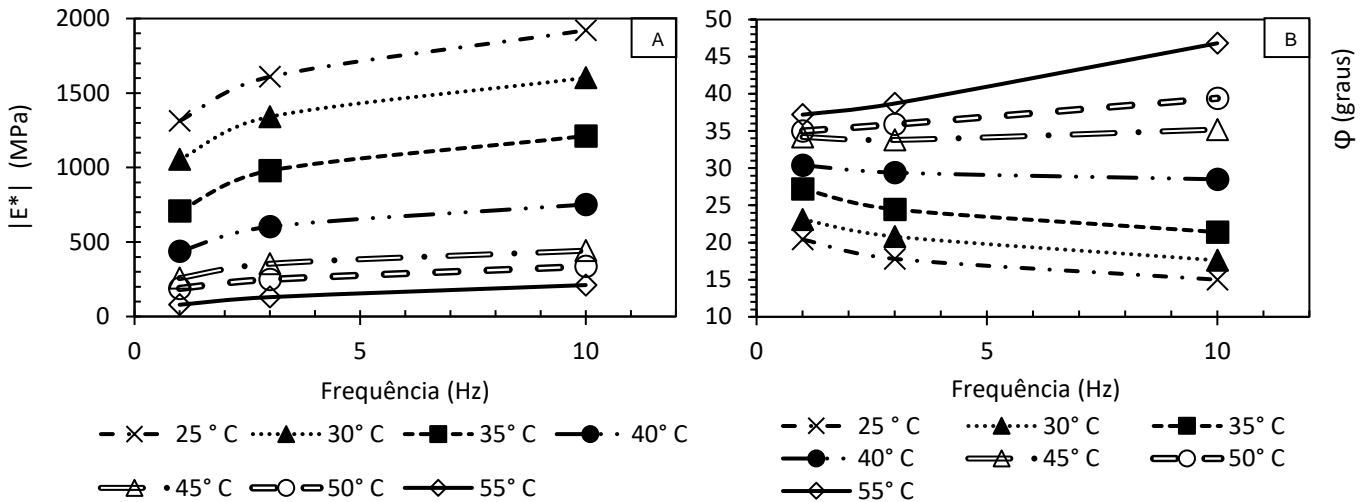 A
2000
1500
1000
500
0
|E*| (MPa)
0 5 10
Frequência (Hz)
25 ° C 30° C 35° C 40° C
45° C 50° C 55° C
B
50
45
40
35
30
25
20
15
10
ϕ (graus)
0 5 10
Frequência (Hz)
25 ° C 30° C 35° C
40° C 45° C 50° C
55° C